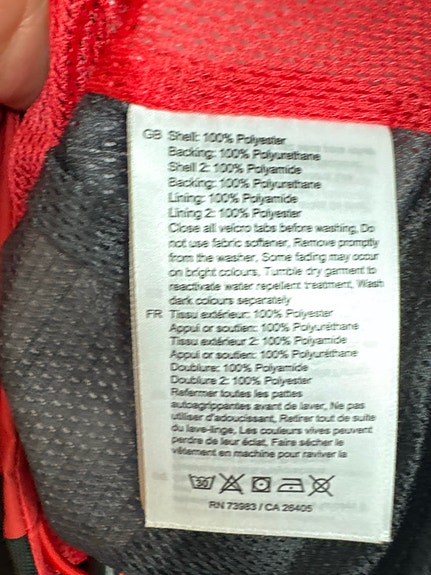 GB Shell: 100% Polyester
Backing: 100% Polyurethane
Shell 2: 100% Polyamide
Backing: 100% Polyurethane
Lining: 100% Polyamide
Lining 2: 100% Polyester
Close all velcro tabs before washing, Do
not use fabric softener, Remove promptly
from the washer, Some fading may occur
on bright colours, Tumble dry garment to
reactivate water repellent treatment, Wash
dark colours separately
FR Tissu extérieur: 100% Polyester
Appui or soutien: 100% Polyuréthane
Tissu extérieur 2: 100% Polyamide
Appui or soutien: 100% Polyuréthane
Doublure: 100% Polyamide
Doublure 2: 100% Polyester
Refermer toutes les pattes
autoagrippantes avant de laver, Ne pas
utiliser d'adoucissant, Retirer tout de suite
du lave-linge, Les couleurs vives peuvent
perdre de leur éclat, Faire sécher le
vêtement en machine pour raviver la
30
RN 73983 / CA 26405